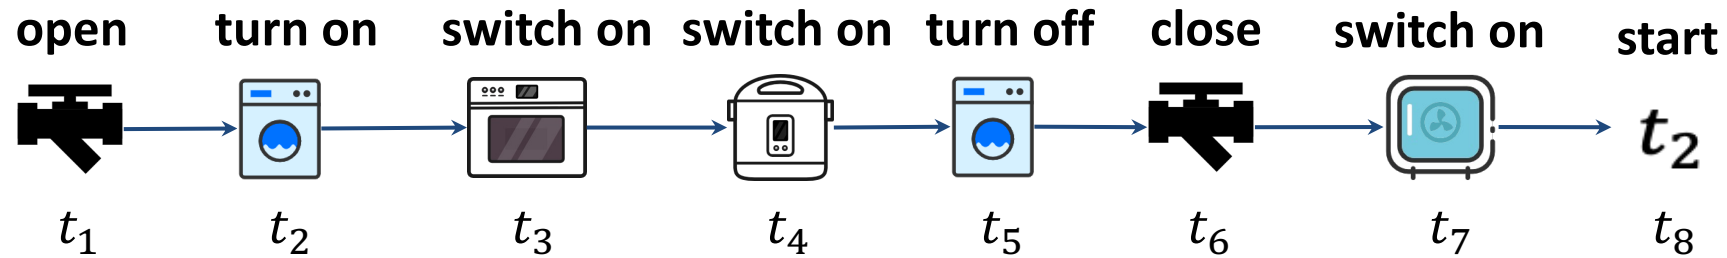 open turn on switch on switch on turn off close switch on start
t₂
t₁ t₂ t₃ t₄ t₅ t₆ t₇ t₈